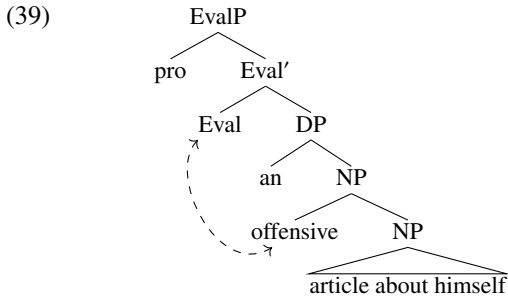 (39) EvalP
pro Eval′
Eval DP
an NP
offensive NP
article about himself